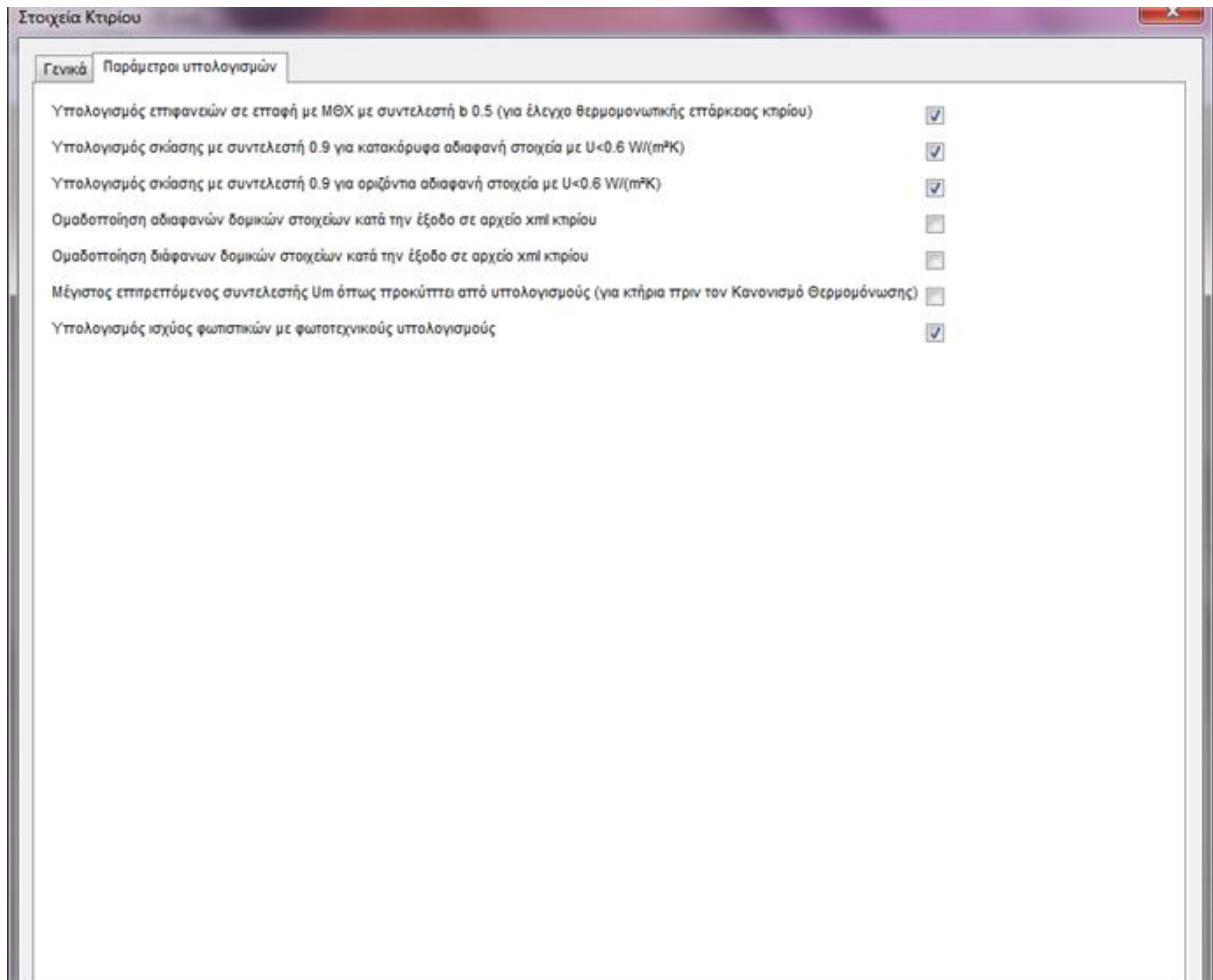 Στοιχεία Κτιρίου
Γενικά
Παράμετροι υπολογισμών
Υπολογισμός επιφανειών σε επαφή με ΜΘΧ με συντελεστή b 0.5 (για έλεγχο θερμομονωτικής επάρκειας κτιρίου)
Υπολογισμός σκίασης με συντελεστή 0.9 για κατακόρυφα αδιαφανή στοιχεία με U<0.6 W/(m²K)
Υπολογισμός σκίασης με συντελεστή 0.9 για οριζόντια αδιαφανή στοιχεία με U<0.6 W/(m²K)
Ομαδοποίηση αδιαφανών δομικών στοιχείων κατά την έξοδο σε αρχείο xml κτιρίου
Ομαδοποίηση διάφανων δομικών στοιχείων κατά την έξοδο σε αρχείο xml κτιρίου
Μέγιστος επιτρεπόμενος συντελεστής Um όπως προκύπτει από υπολογισμούς (για κτήρια πριν τον Κανονισμό Θερμομόνωσης)
Υπολογισμός ισχύος φωτιστικών με φωτοτεχνικούς υπολογισμούς